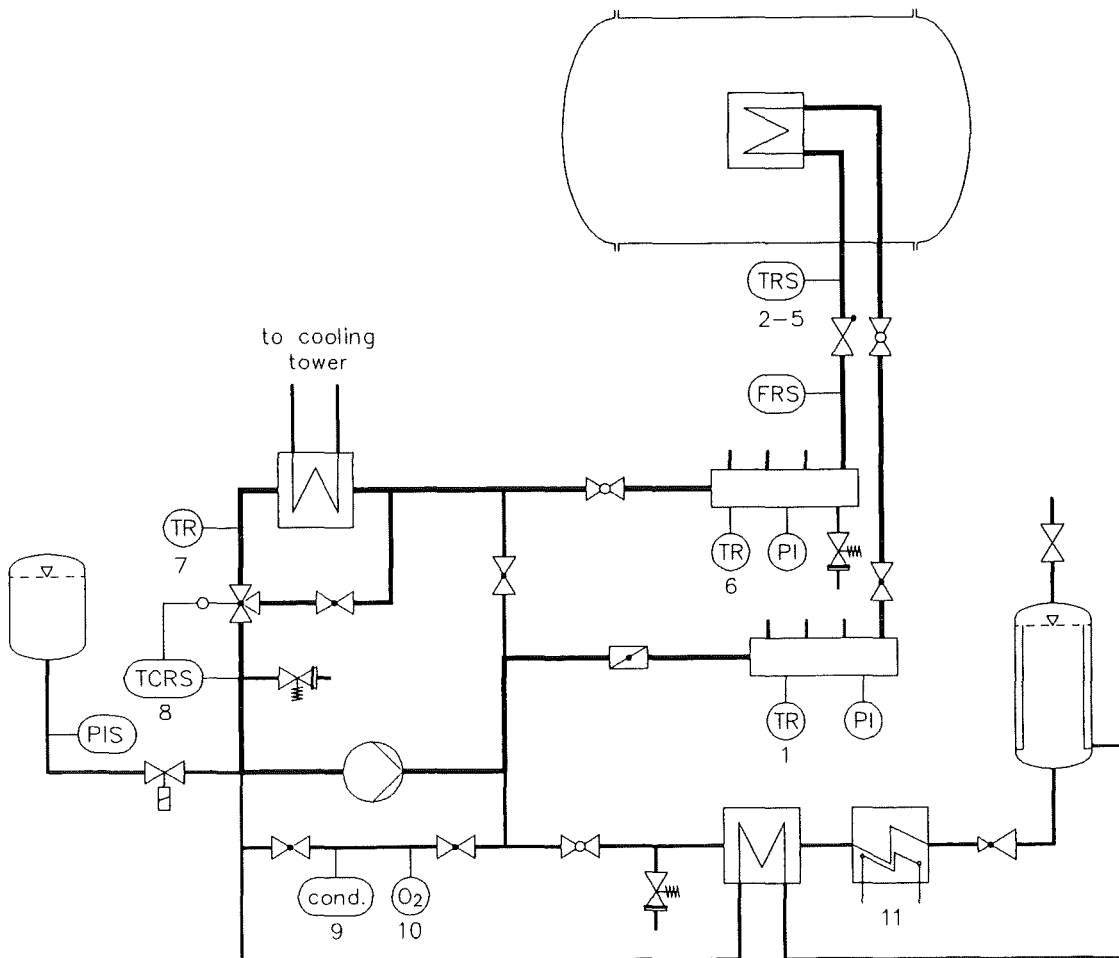 TRS
2-5
to cooling
tower
FRS
TR
7
TR
6
PI
TCRS
8
PIS
TR
1
PI
cond.
9
O2
10
11